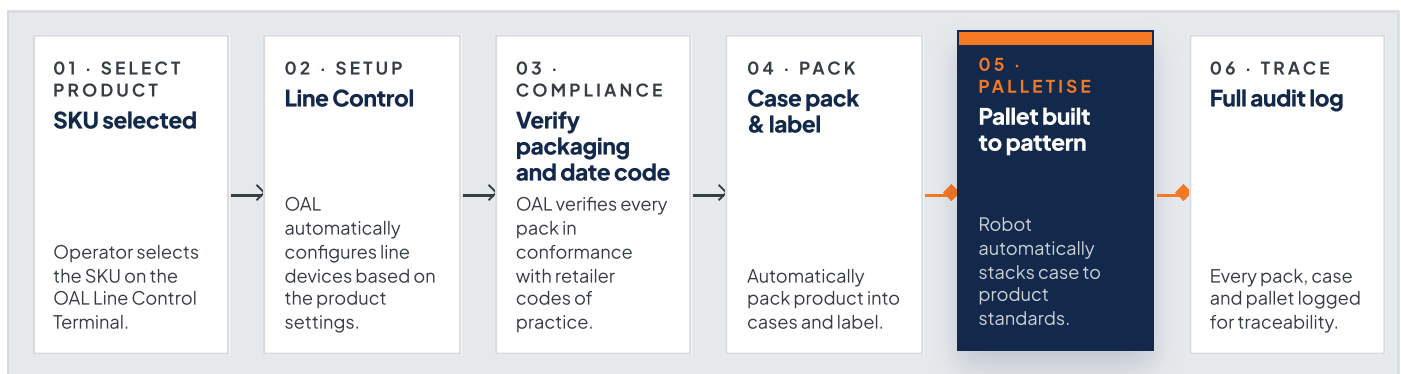 01 · SELECT
PRODUCT
SKU selected
Operator selects
the SKU on the
OAL Line Control
Terminal.
02 · SETUP
Line Control
OAL
automatically
configures line
devices based on
the product
settings.
03 ·
COMPLIANCE
Verify
packaging
and date code
OAL verifies every
pack in
conformance
with retailer
codes of
practice.
04 · PACK
Case pack
& label
Automatically
pack product into
cases and label.
05 ·
PALLETISE
Pallet built
to pattern
Robot
automatically
stacks case to
product
standards.
06 · TRACE
Full audit log
Every pack, case
and pallet logged
for traceability.